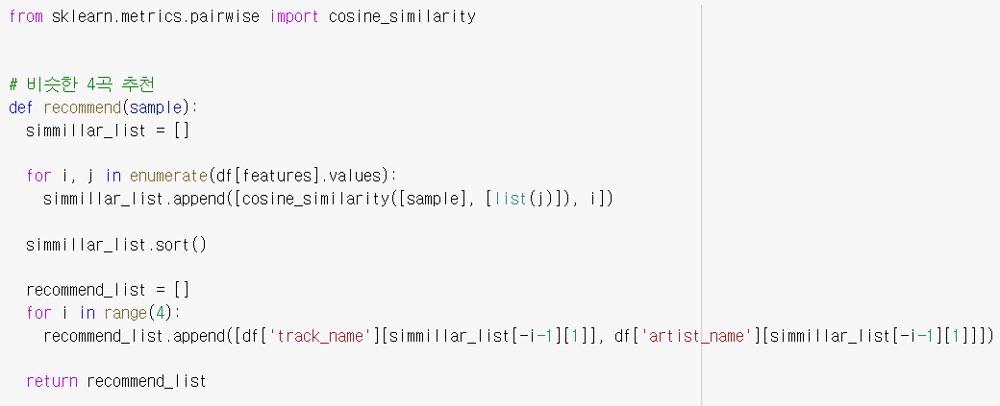 from sklearn.metrics.pairwise import cosine_similarity
# 비슷한 4곡 추천
def recommend(sample):
simmillar_list = []
for i, j in enumerate(df[features].values):
simmillar_list.append([cosine_similarity([sample], [list(j)]), i])
simmillar_list.sort()
recommend_list = []
for i in range(4):
recommend_list.append([df['track_name'][simmillar_list[-i-1][1]], df['artist_name'][simmillar_list[-i-1][1]]])
return recommend_list